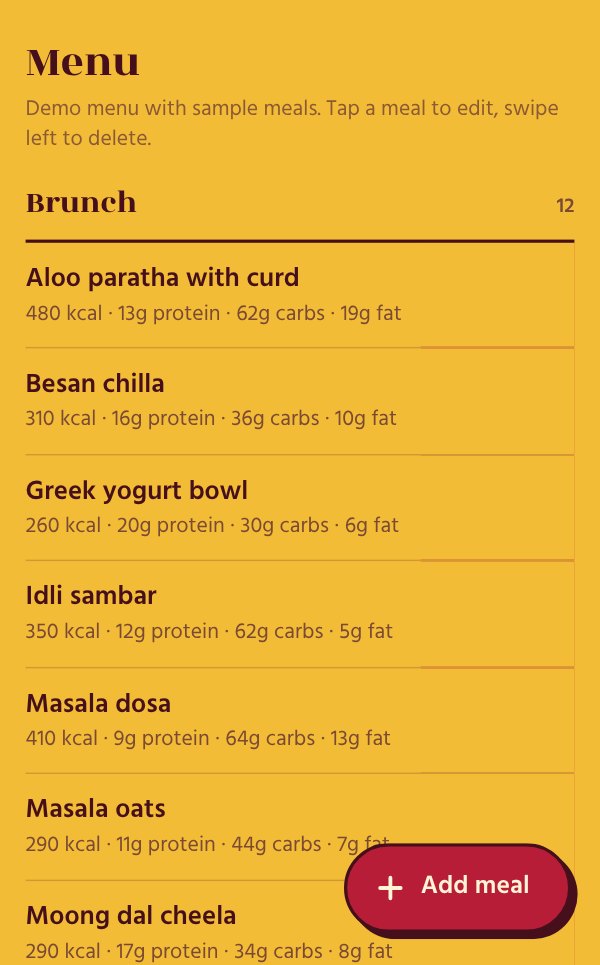 Menu
Demo menu with sample meals. Tap a meal to edit, swipe
left to delete.
Brunch 12
Aloo paratha with curd
480 kcal · 13g protein · 62g carbs · 19g fat
Besan chilla
310 kcal · 16g protein · 36g carbs · 10g fat
Greek yogurt bowl
260 kcal · 20g protein · 30g carbs · 6g fat
Idli sambar
350 kcal · 12g protein · 62g carbs · 5g fat
Masala dosa
410 kcal · 9g protein · 64g carbs · 13g fat
Masala oats
290 kcal · 11g protein · 44g carbs · 7g fat
+ Add meal
Moong dal cheela
290 kcal · 17g protein · 34g carbs · 8g fat